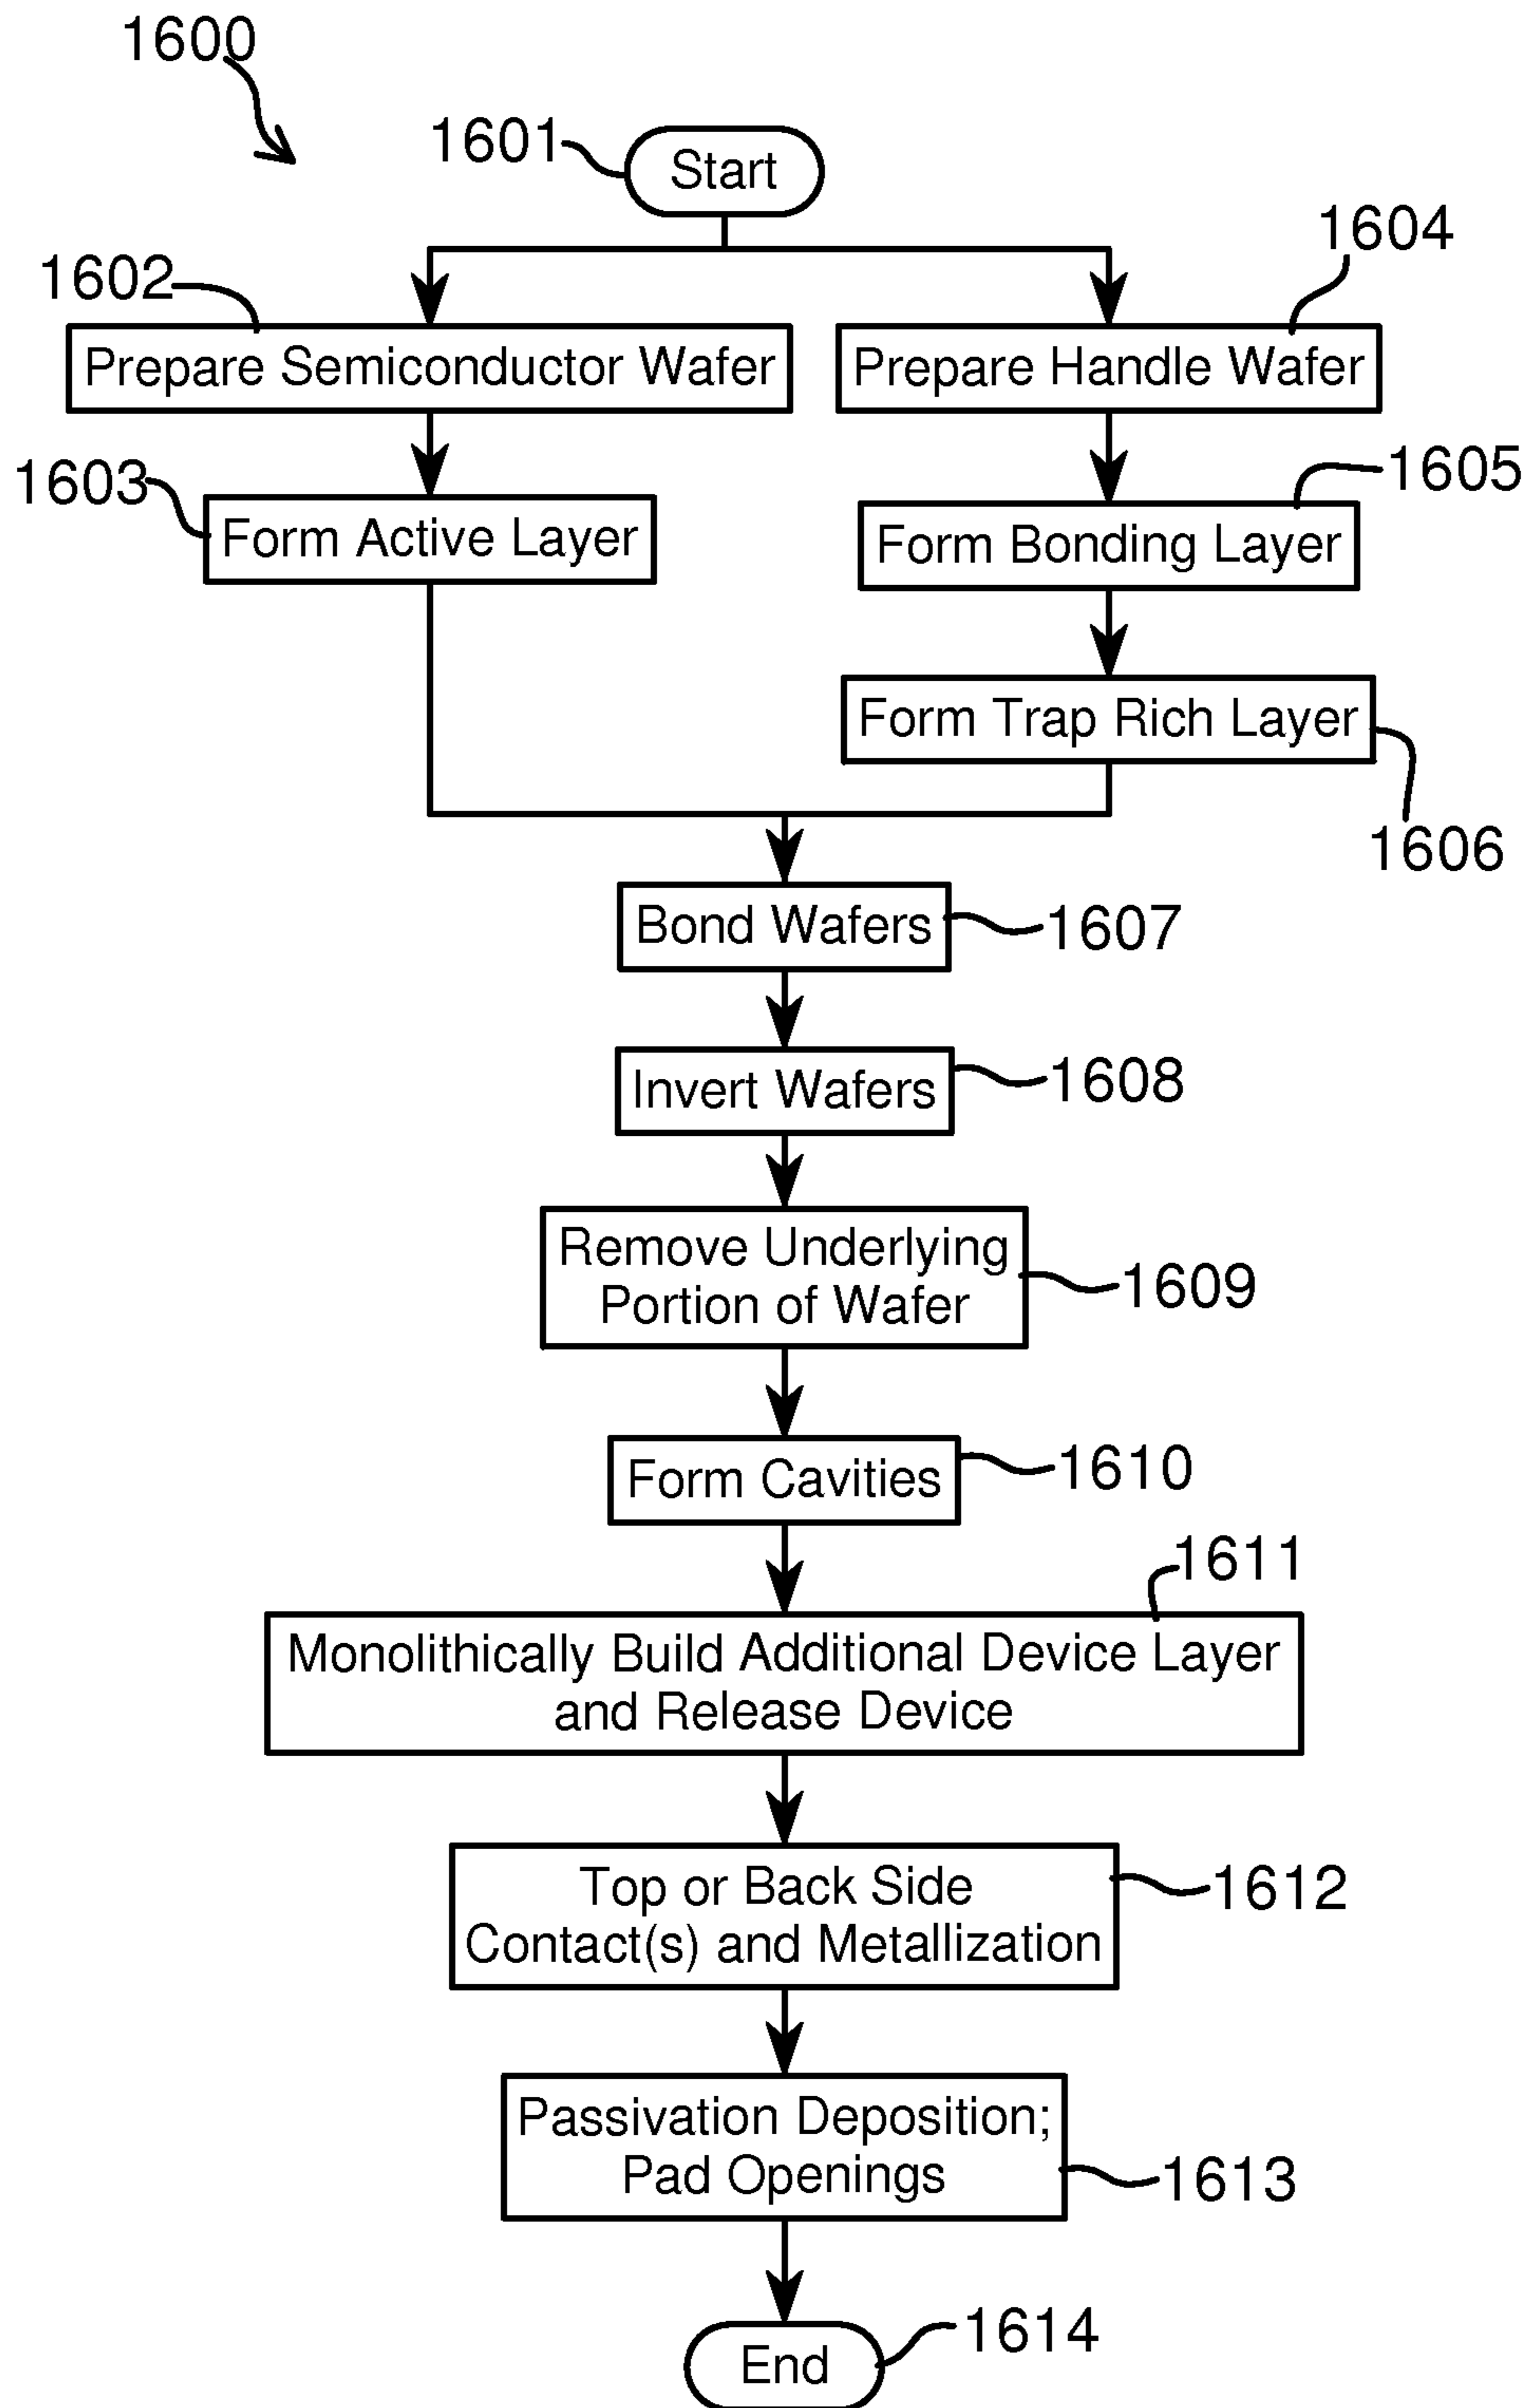 1600
1601
Start
1602
1604
Prepare Semiconductor Wafer
Prepare Handle Wafer
1603
Form Active Layer
1605
Form Bonding Layer
Form Trap Rich Layer
1606
Bond Wafers
1607
Invert Wafers
1608
Remove Underlying
Portion of Wafer
1609
Form Cavities
1610
1611
Monolithically Build Additional Device Layer
and Release Device
Top or Back Side
Contact(s) and Metallization
1612
Passivation Deposition;
Pad Openings
1613
End
1614